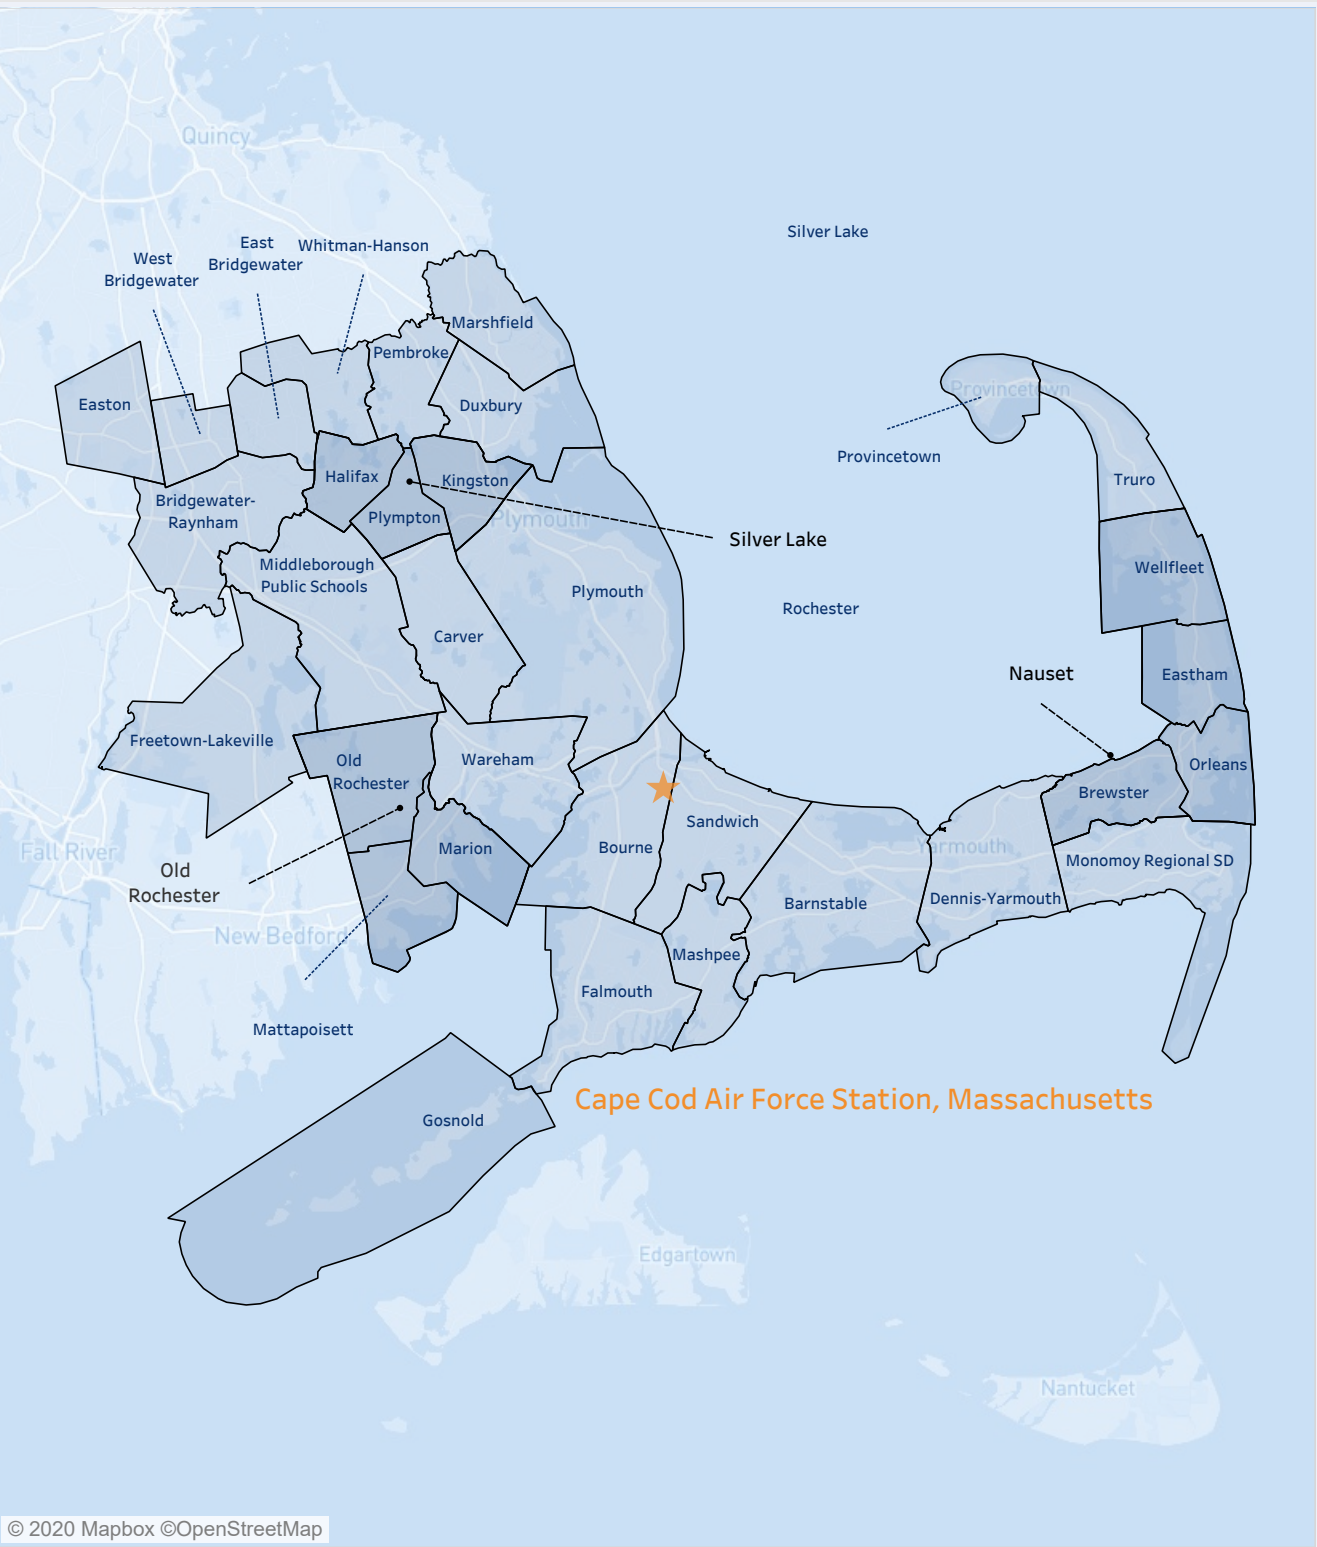 Quincy
East
Bridgewater
Whitman-Hanson
West
Bridgewater
Silver Lake
Marshfield
Pembroke
Easton
Duxbury
Provincetown
Provincetown
Halifax
Kingston
Truro
Bridgewater-
Raynham
Plympton
Plymouth
Silver Lake
Middleborough
Public Schools
Wellfleet
Plymouth
Rochester
Carver
Nauset
Eastham
Freetown-Lakeville
Old
Rochester
Wareham
Orleans
Brewster
Sandwich
Fall River
Marion
Bourne
Yarmouth
Monomoy Regional SD
Old
Rochester
Barnstable
Dennis-Yarmouth
New Bedford
Mashpee
Falmouth
Mattapoisett
Cape Cod Air Force Station, Massachusetts
Gosnold
Edgartown
Nantucket
© 2020 Mapbox ©OpenStreetMap